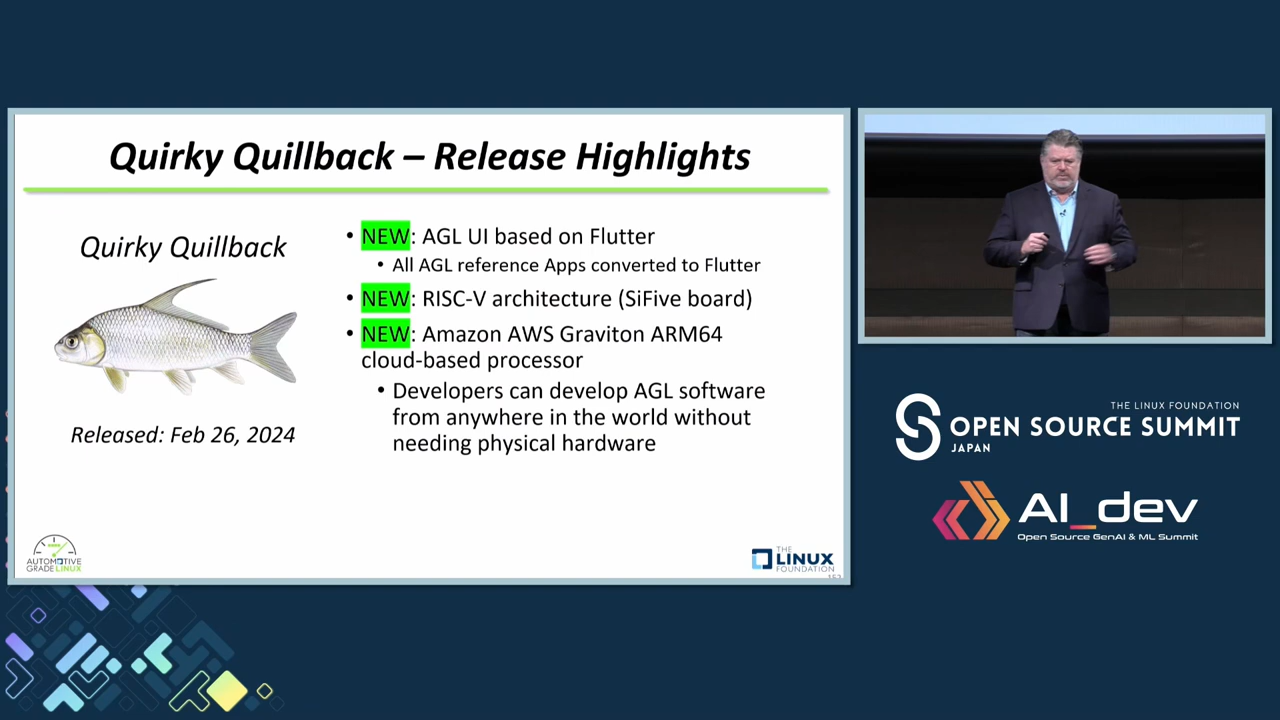 Quirky Quillback – Release Highlights
Quirky Quillback
Released: Feb 26, 2024
• NEW: AGL UI based on Flutter
• All AGL reference Apps converted to Flutter
• NEW: RISC-V architecture (SiFive board)
• NEW: Amazon AWS Graviton ARM64
cloud-based processor
• Developers can develop AGL software
from anywhere in the world without
needing physical hardware
AUTOMOTIVE
GRADE LINUX
THE
LINUX
FOUNDATION
THE LINUX FOUNDATION
OPEN SOURCE SUMMIT
JAPAN
AI_dev
Open Source GenAI & ML Summit